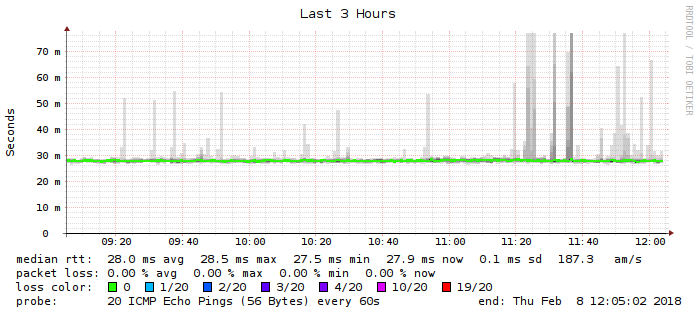 Last 3 Hours
RRDTOOL / TOBI OETIKER
Seconds
70 m
60 m
50 m
40 m
30 m
20 m
10 m
0
09:20 09:40 10:00 10:20 10:40 11:00 11:20 11:40 12:00
median rtt: 28.0 ms avg 28.5 ms max 27.5 ms min 27.9 ms now 0.1 ms sd 187.3 am/s
packet loss: 0.00 % avg 0.00 % max 0.00 % min 0.00 % now
loss color: 0 1/20 2/20 3/20 4/20 10/20 19/20
probe: 20 ICMP Echo Pings (56 Bytes) every 60s end: Thu Feb 8 12:05:02 2018